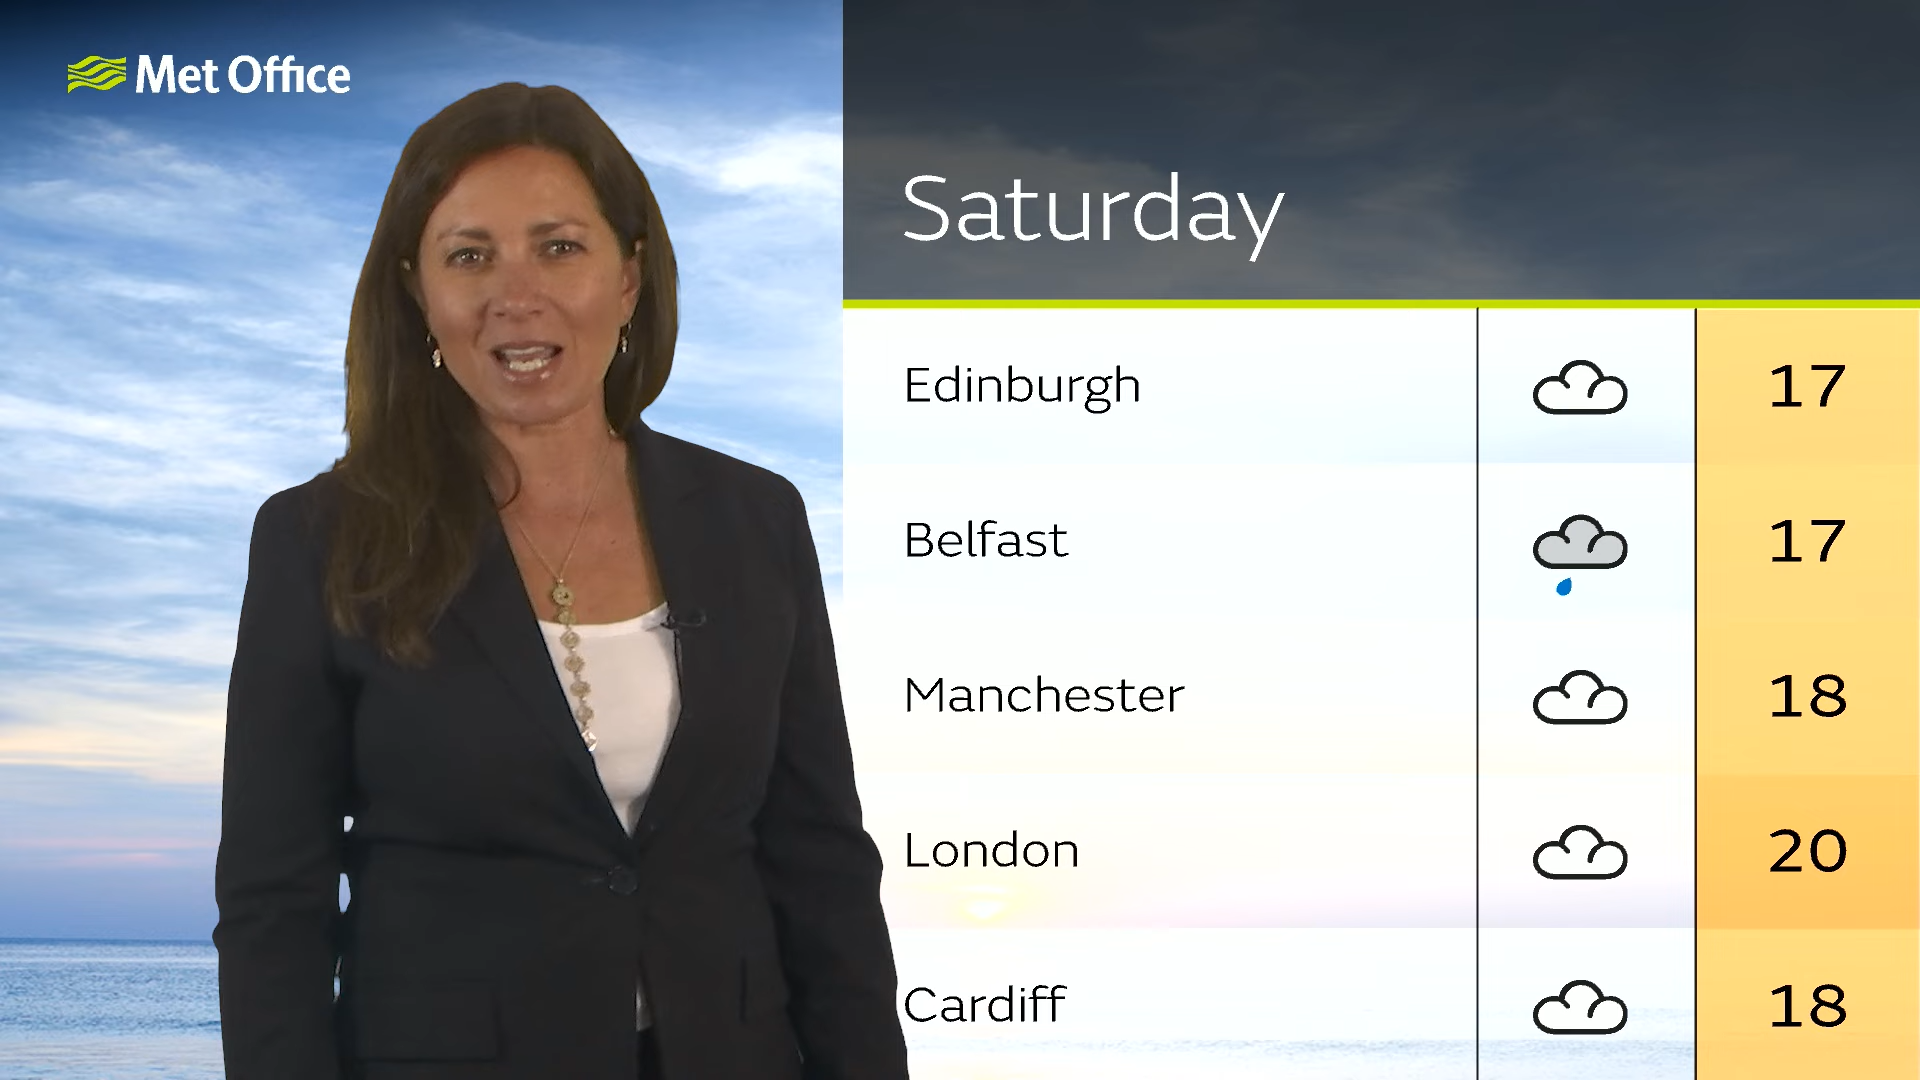 Met Office
Saturday
Edinburgh 17
Belfast 17
Manchester 18
London 20
Cardiff 18